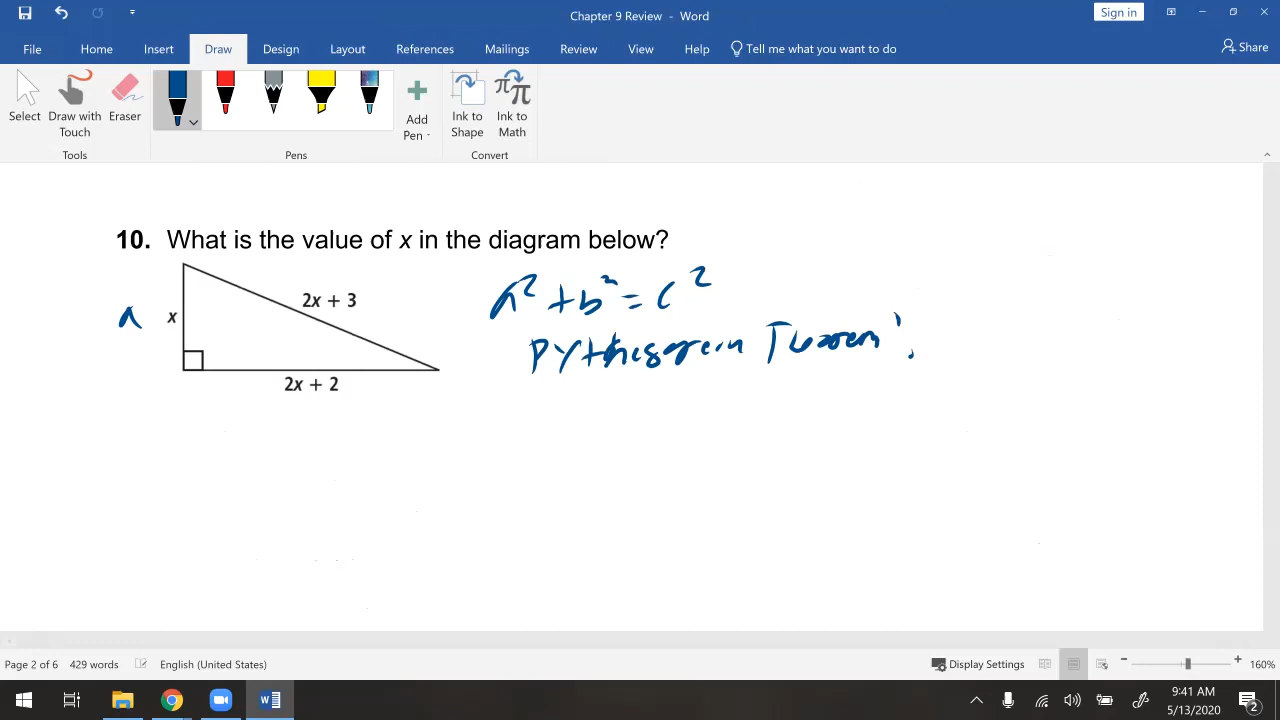 Chapter 9 Review - Word
Sign in
File Home Insert Draw Design Layout References Mailings Review View Help Tell me what you want to do Share
Select Draw with Touch Eraser
Add Pen
Ink to Shape Ink to Math
Tools Pens Convert
10. What is the value of x in the diagram below?
a x 2x + 3
2x + 2
a² + b² = c²
Page 2 of 6 429 words English (United States) Display Settings 160%
9:41 AM
5/13/2020
2